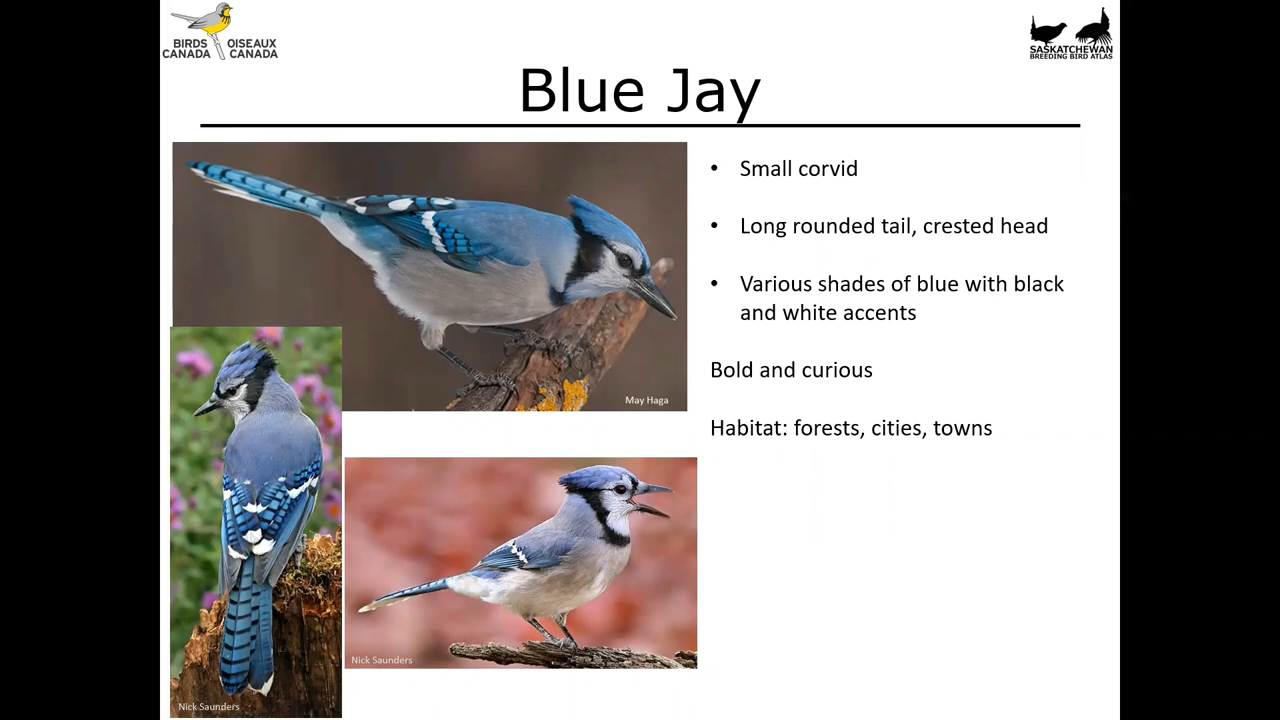 BIRDS OISEAUX
CANADA CANADA
SASKATCHEWAN
BREEDING BIRD ATLAS
Blue Jay
• Small corvid
• Long rounded tail, crested head
• Various shades of blue with black
and white accents
Bold and curious
Habitat: forests, cities, towns
May Haga
Nick Saunders
Nick Saunders